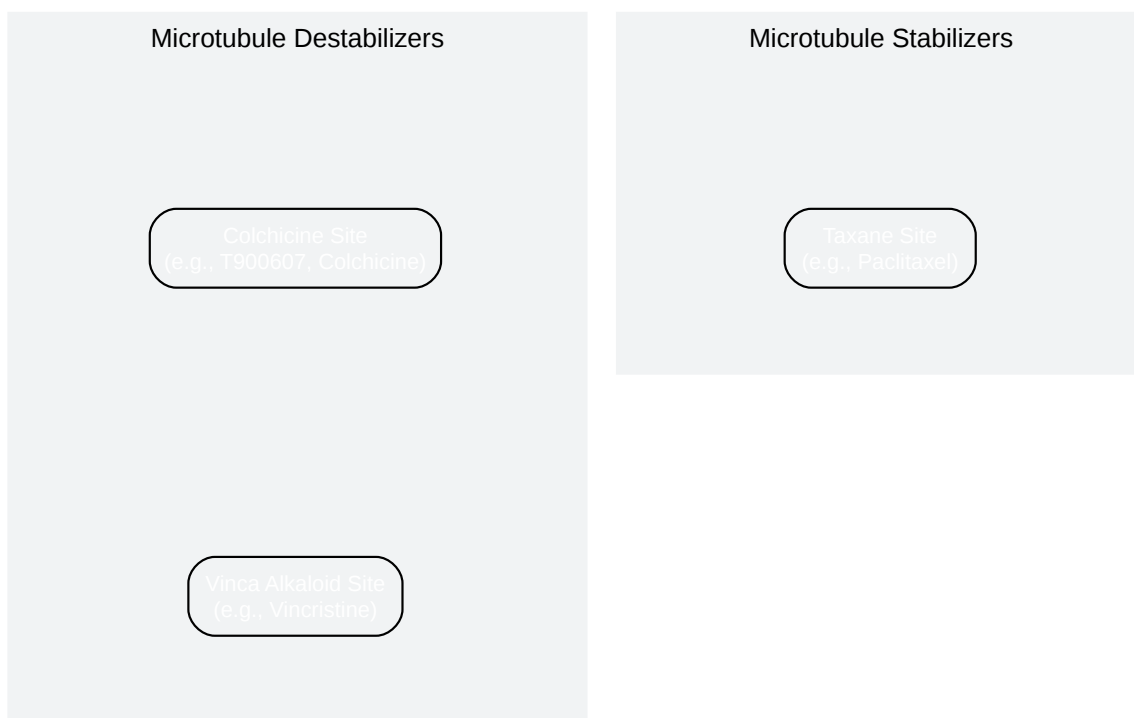 Microtubule Destabilizers
Colchicine Site
(e.g., T900607, Colchicine)
Vinca Alkaloid Site
(e.g., Vincristine)
Microtubule Stabilizers
Taxane Site
(e.g., Paclitaxel)